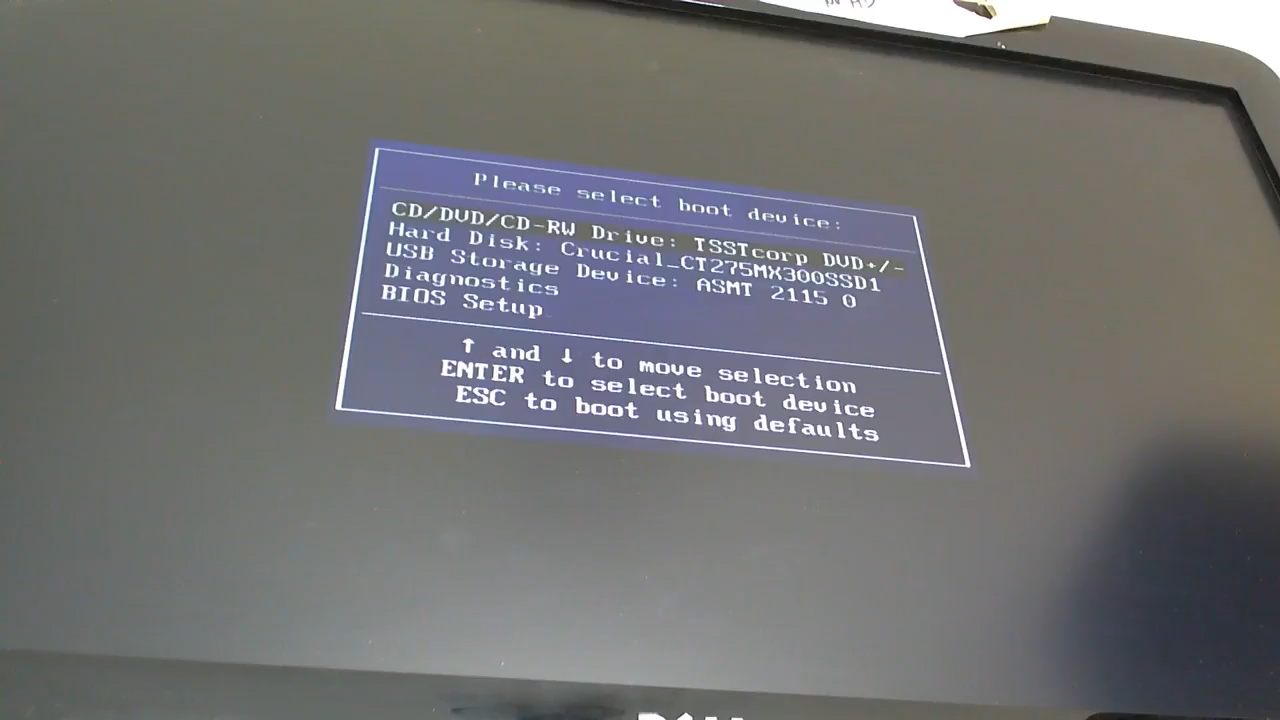 Please select boot device:
CD/DVD/CD-RW Drive: TSSTcorp DVD+/-
Hard Disk: Crucial_CT275MX300SSD1
USB Storage Device: ASMT 2115 0
Diagnostics
BIOS Setup
↑ and ↓ to move selection
ENTER to select boot device
ESC to boot using defaults